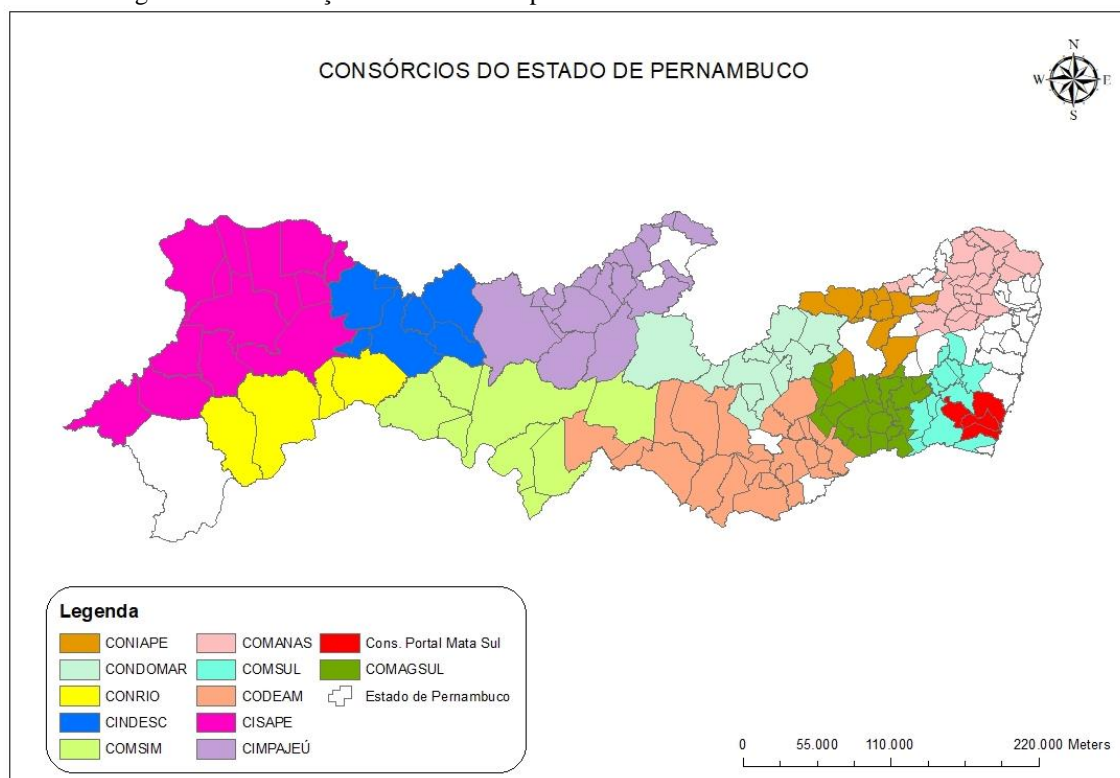 CONSÓRCIOS DO ESTADO DE PERNAMBUCO
N
W E
S
Legenda
CONIAPE
CONDOMAR
CONRIO
CINDESC
COMSIM
COMANAS
COMSUL
CODEAM
CISAPE
CIMPAJEÚ
Cons. Portal Mata Sul
COMAGSUL
Estado de Pernambuco
0 55.000 110.000 220.000 Meters